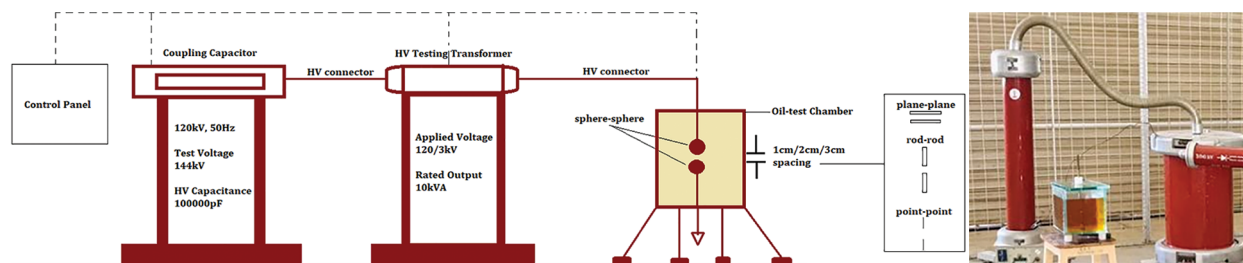 Coupling Capacitor
HV Testing Transformer
HV connector
HV connector
Control Panel
120kV, 50Hz
Test Voltage
144kV
HV Capacitance
100000pF
Applied Voltage
120/3kV
Rated Output
10kVA
sphere-sphere
Oil-test Chamber
1cm/2cm/3cm
spacing
plane-plane
rod-rod
point-point